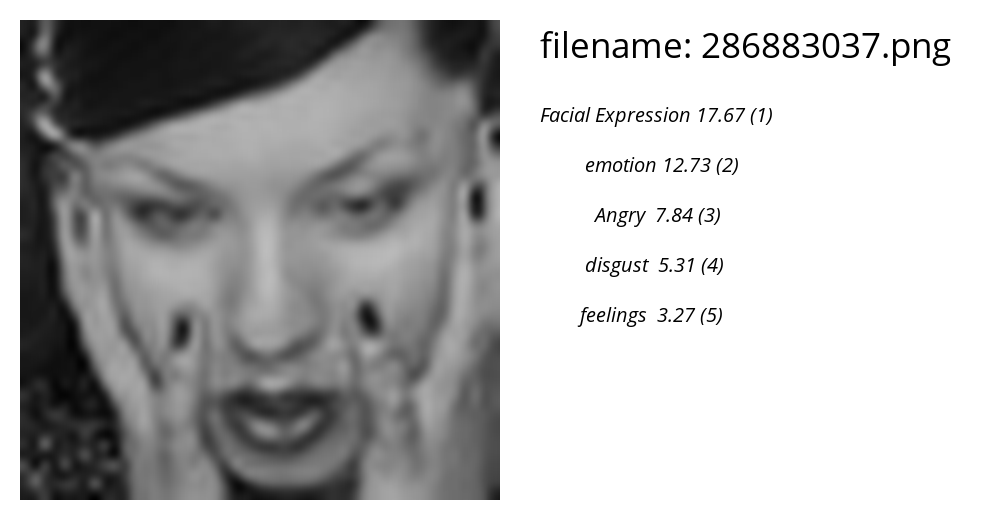 filename: 286883037.png
Facial Expression 17.67 (1)
emotion 12.73 (2)
Angry 7.84 (3)
disgust 5.31 (4)
feelings 3.27 (5)